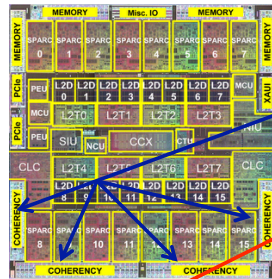 MEMORY Misc. IO MEMORY
MEMORY SPARC 0 SPARC 1 SPARC 2 SPARC 3 SPARC 4 SPARC 5 SPARC 6 SPARC 7 MEMORY
PCIe PEU L2D 0 L2D 1 L2D 2 L2D 3 L2D 4 L2D 5 L2D 6 L2D 7 MCU XAUI
MCU L2T0 L2T1 L2T2 L2T3
PCIe PEU SIU NCU CCX CTU NIU
CLC L2T4 L2T5 L2T6 L2T7 CLC
L2D 8 L2D 9 L2D 10 L2D 11 L2D 12 L2D 13 L2D 14 L2D 15
COHERENCY SPARC 8 SPARC 9 SPARC 10 SPARC 11 SPARC 12 SPARC 13 SPARC 14 SPARC 15 COHERENCY
COHERENCY COHERENCY